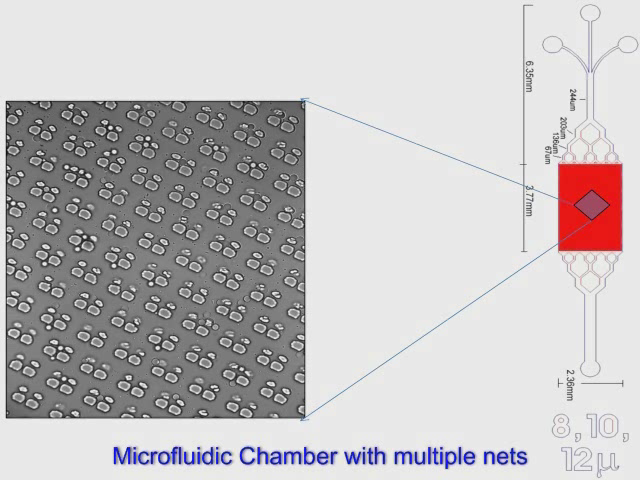 6.35mm
244um
203um
136um
67um
3.77mm
2.36mm
8,10,
12µ
Microfluidic Chamber with multiple nets